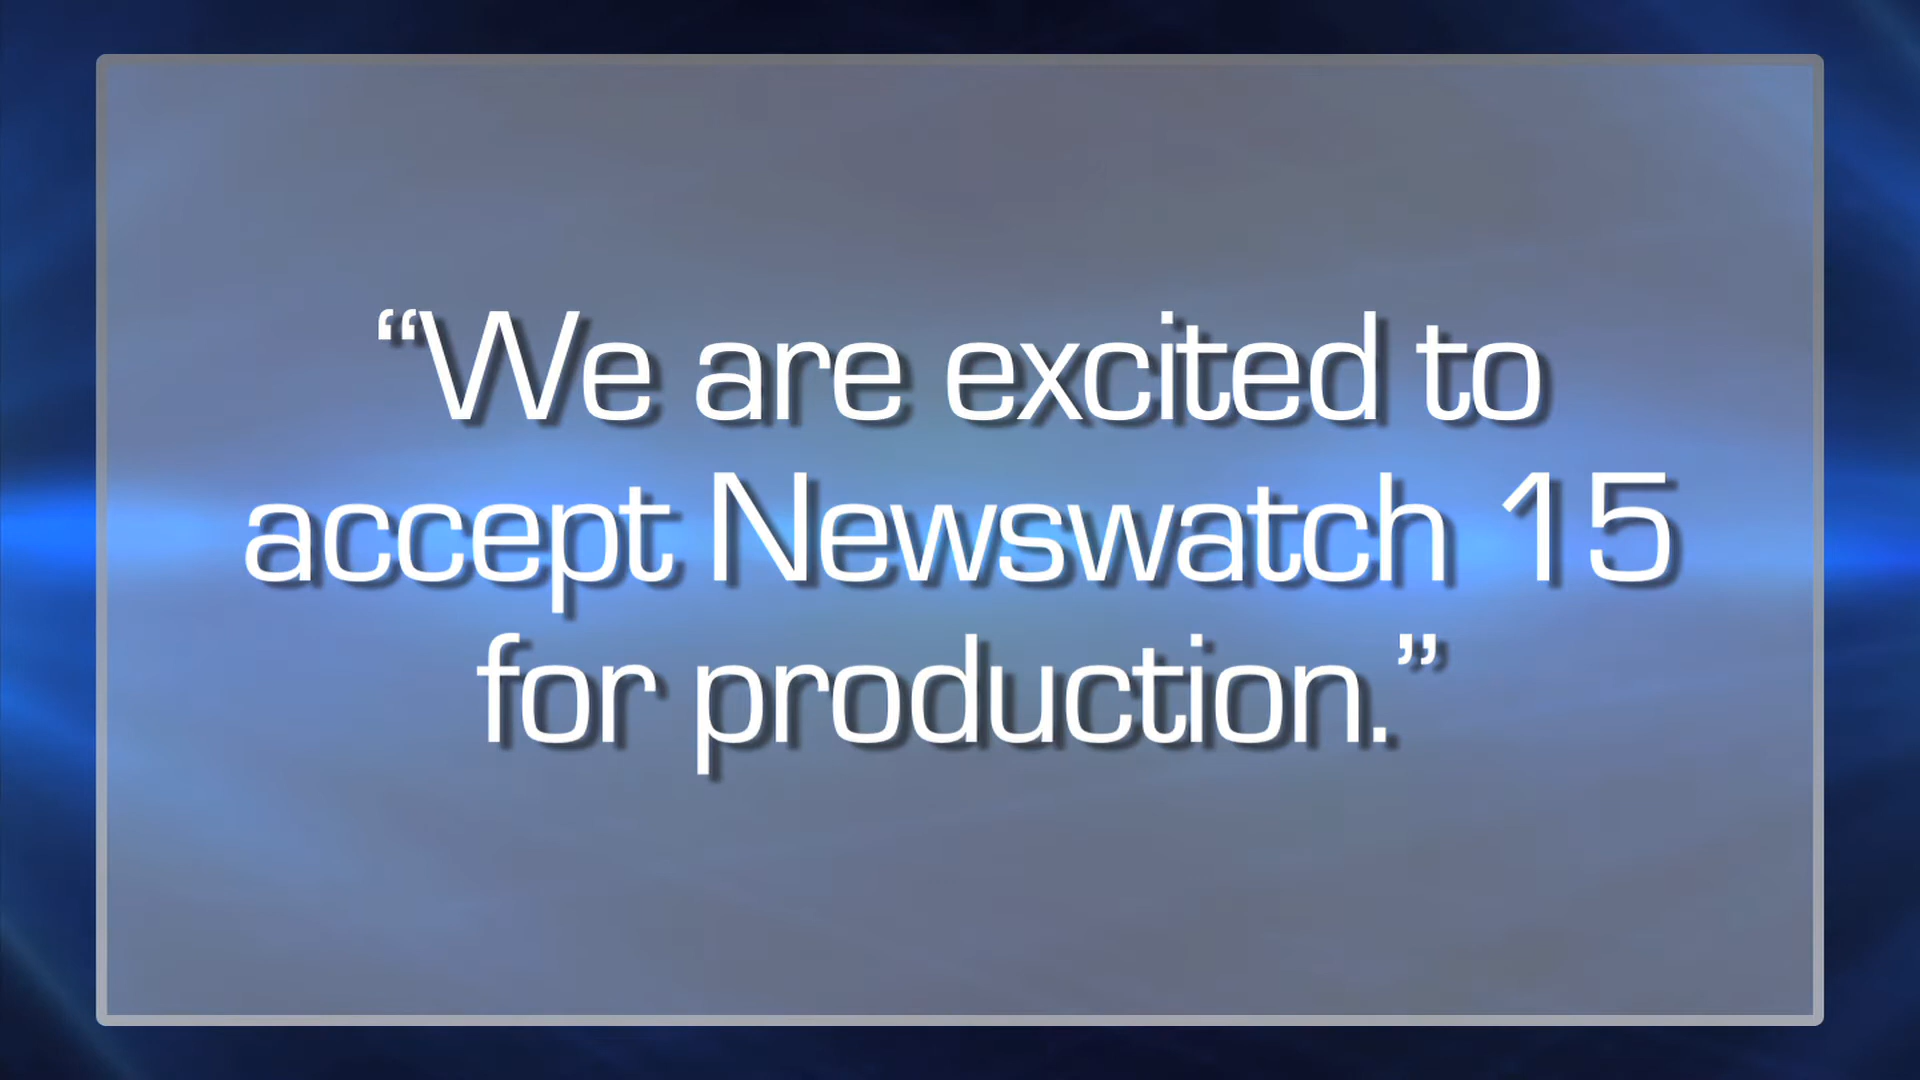 “We are excited to
accept Newswatch 15
for production.”